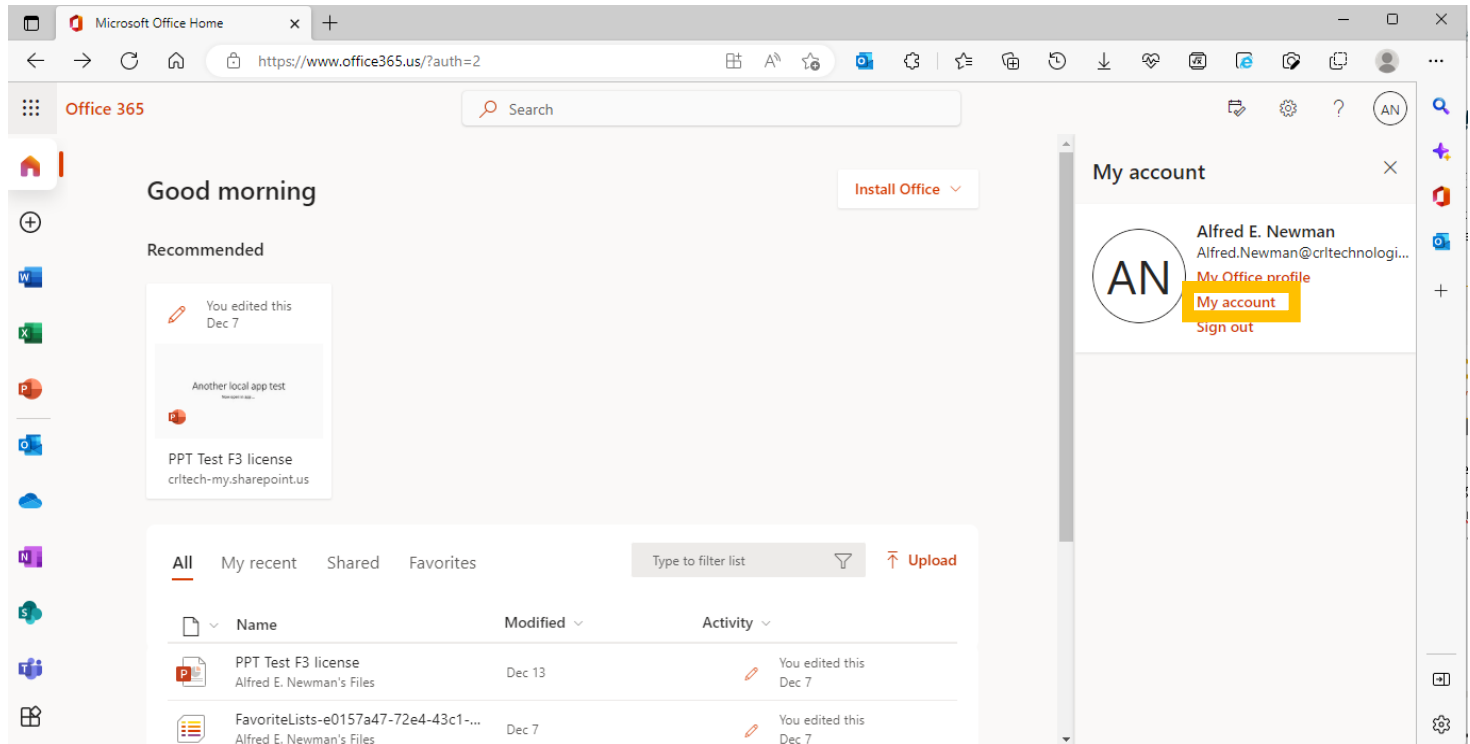 Microsoft Office Home
https://www.office365.us/?auth=2
Office 365
Search
AN
Good morning
Install Office
Recommended
You edited this
Dec 7
Another local app test
PPT Test F3 license
crltech-my.sharepoint.us
My account
AN
Alfred E. Newman
Alfred.Newman@crltechnologi...
My Office profile
My account
Sign out
All My recent Shared Favorites
Type to filter list
Upload
Name Modified Activity
PPT Test F3 license
Alfred E. Newman's Files
Dec 13
You edited this
Dec 7
FavoriteLists-e0157a47-72e4-43c1-...
Alfred E. Newman's Files
Dec 7
You edited this
Dec 7